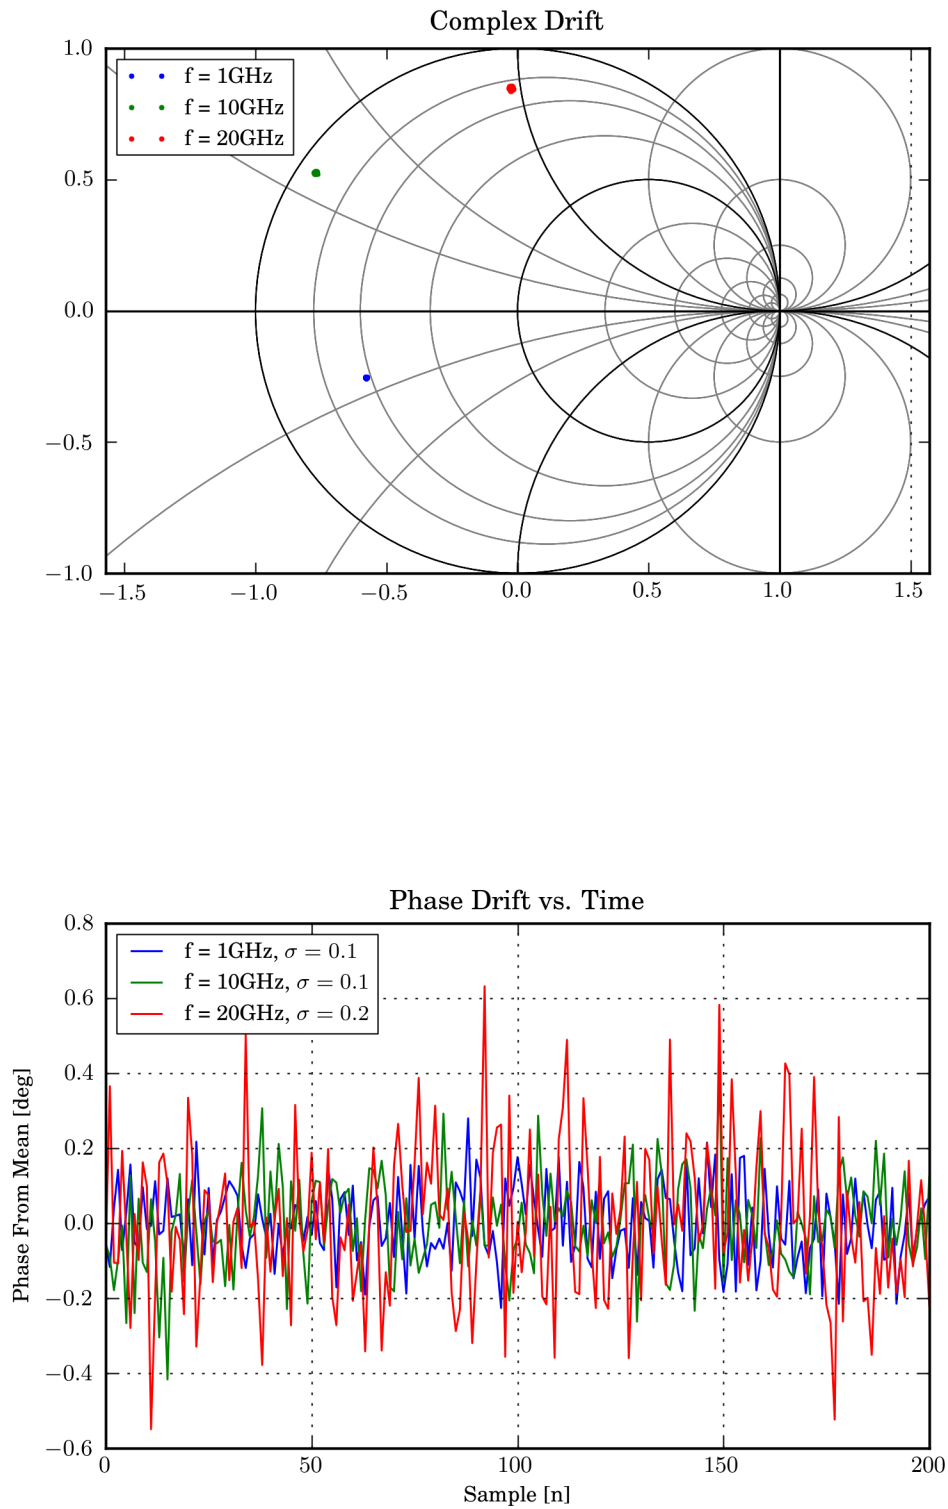 Complex Drift
1.0
f = 1GHz
f = 10GHz
f = 20GHz
0.5
0.0
−0.5
−1.0
−1.5 −1.0 −0.5 0.0 0.5 1.0 1.5
Phase Drift vs. Time
0.8
f = 1GHz, σ = 0.1
f = 10GHz, σ = 0.1
f = 20GHz, σ = 0.2
0.6
0.4
0.2
0.0
−0.2
−0.4
−0.6
Phase From Mean [deg]
0 50 100 150 200
Sample [n]